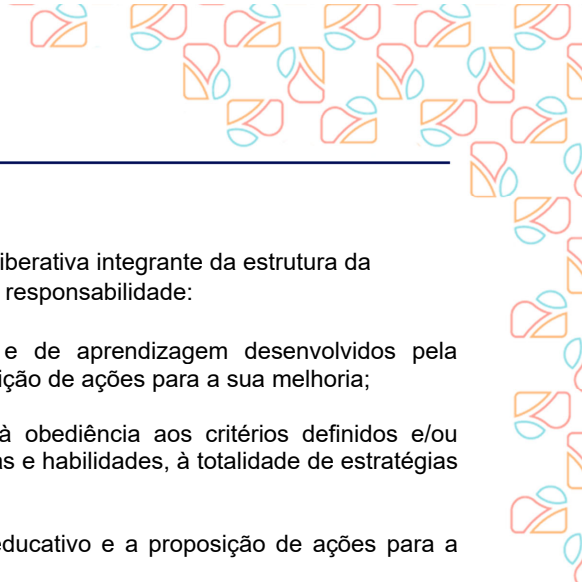 iberativa integrante da estrutura da
responsabilidade:
e de aprendizagem desenvolvidos pela
ição de ações para a sua melhoria;
à obediência aos critérios definidos e/ou
as e habilidades, à totalidade de estratégias
educativo e a proposição de ações para a